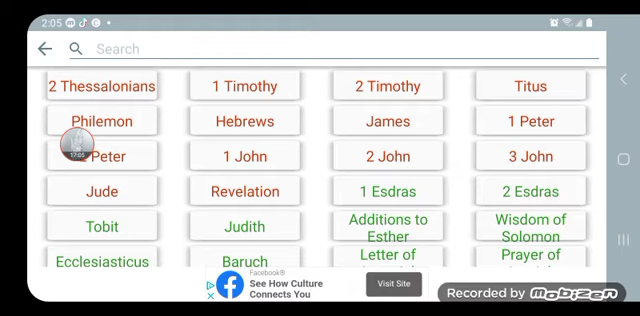 2:05
Search
2 Thessalonians
1 Timothy
2 Timothy
Titus
Philemon
Hebrews
James
1 Peter
Peter
1 John
2 John
3 John
Jude
Revelation
1 Esdras
2 Esdras
Tobit
Judith
Additions to
Esther
Wisdom of
Solomon
Ecclesiasticus
Baruch
Letter of
Prayer of
17:05
Facebook®
See How Culture
Connects You
Visit Site
Recorded by Mobizen